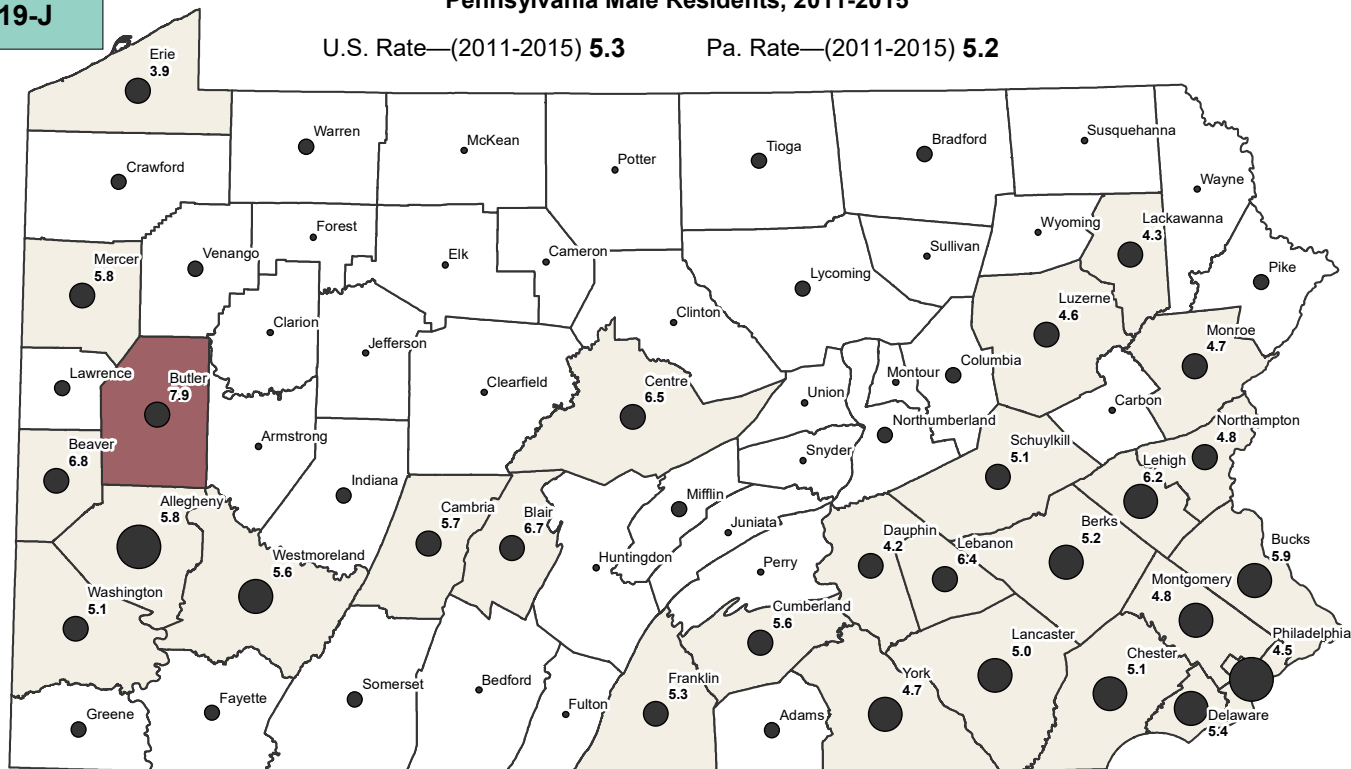 19-J
Pennsylvania Male Residents, 2011-2015
U.S. Rate—(2011-2015) 5.3
Pa. Rate—(2011-2015) 5.2
Erie
3.9
Warren
McKean
Potter
Tioga
Bradford
Susquehanna
Wayne
Crawford
Mercer
5.8
Venango
Forest
Elk
Cameron
Clinton
Lycoming
Sullivan
Wyoming
Lackawanna
4.3
Pike
Luzerne
4.6
Monroe
4.7
Clarion
Jefferson
Clearfield
Centre
6.5
Lawrence
Butler
7.9
Union
Montour
Columbia
Carbon
Northumberland
Northampton
4.8
Beaver
6.8
Armstrong
Snyder
Schuylkill
5.1
Lehigh
6.2
Indiana
Allegheny
5.8
Cambria
5.7
Blair
6.7
Mifflin
Juniata
Huntingdon
Perry
Dauphin
4.2
Lebanon
6.4
Berks
5.2
Bucks
5.9
Westmoreland
5.6
Washington
5.1
Cumberland
5.6
Montgomery
4.8
Philadelphia
4.5
Lancaster
5.0
Chester
5.1
Greene
Fayette
Somerset
Bedford
Fulton
Franklin
5.3
Adams
York
4.7
Delaware
5.4